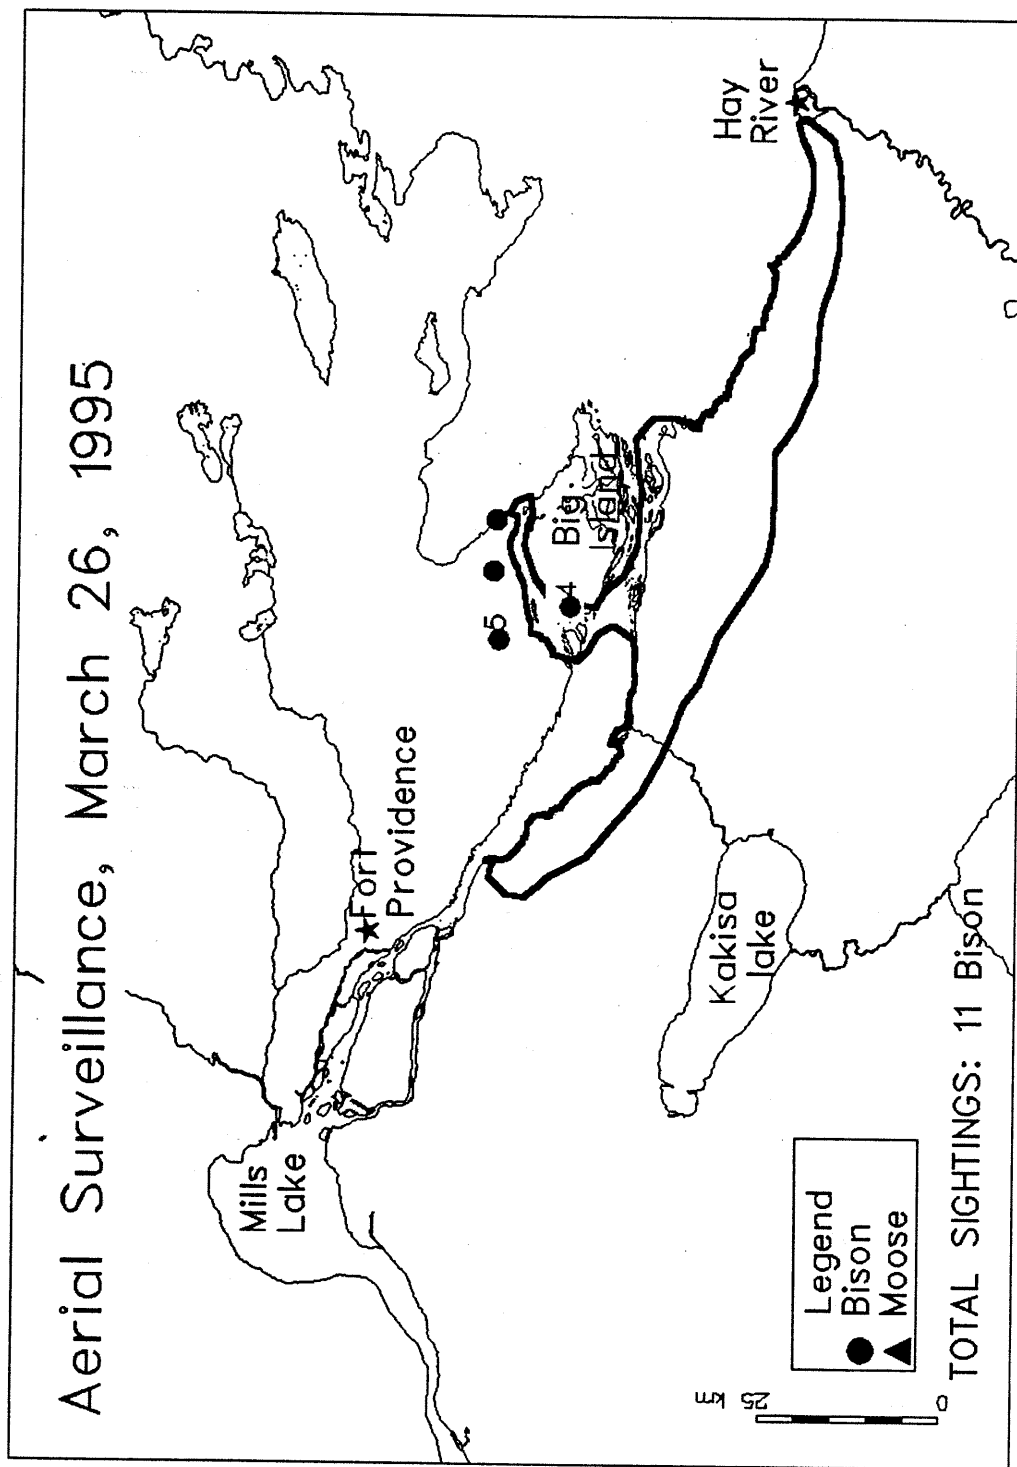 Aerial Surveillance, March 26, 1995
Mills
Lake
Fort
Providence
5
4
Big
Island
Hay
River
Kakisa
lake
Legend
Bison
Moose
25 km
0
TOTAL SIGHTINGS: 11 Bison